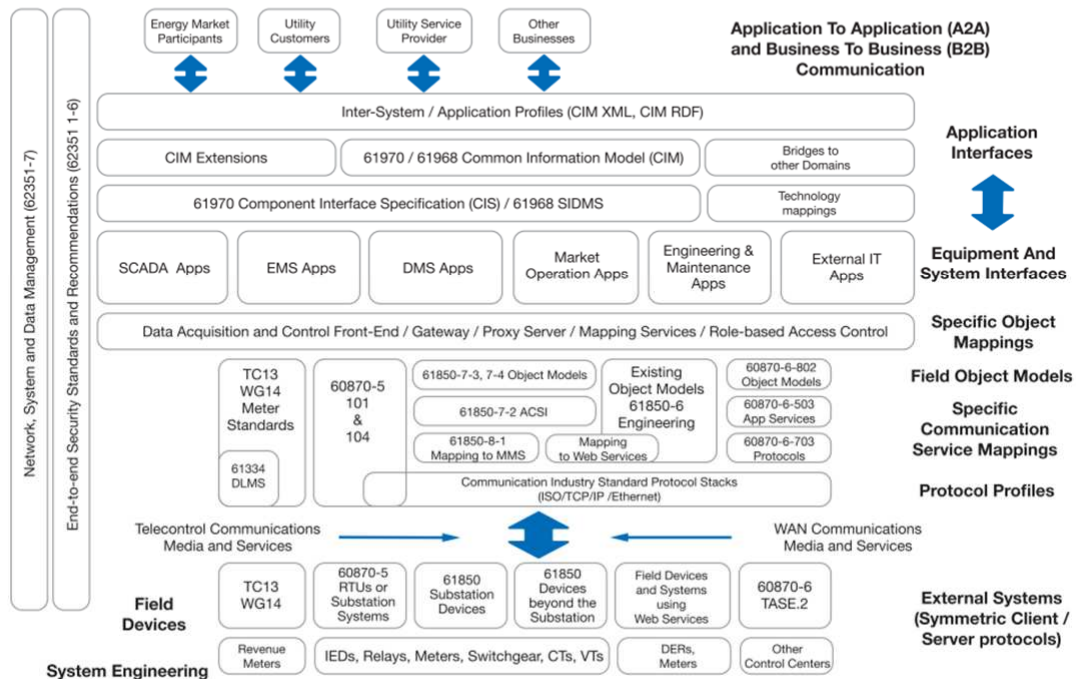 Energy Market
Participants
Utility
Customers
Utility Service
Provider
Other
Businesses
Application To Application (A2A)
and Business To Business (B2B)
Communication
Network, System and Data Management (62351-7)
End-to-end Security Standards and Recommendations (62351 1-6)
Inter-System / Application Profiles (CIM XML, CIM RDF)
CIM Extensions
61970 / 61968 Common Information Model (CIM)
Bridges to
other Domains
Application
Interfaces
61970 Component Interface Specification (CIS) / 61968 SIDMS
Technology
mappings
SCADA Apps
EMS Apps
DMS Apps
Market
Operation Apps
Engineering &
Maintenance
Apps
External IT
Apps
Equipment And
System Interfaces
Data Acquisition and Control Front-End / Gateway / Proxy Server / Mapping Services / Role-based Access Control
Specific Object
Mappings
TC13
WG14
Meter
Standards
61334
DLMS
60870-5
101
&
104
61850-7-3, 7-4 Object Models
61850-7-2 ACSI
61850-8-1
Mapping to MMS
Mapping
to Web Services
Existing
Object Models
61850-6
Engineering
60870-6-802
Object Models
60870-6-503
App Services
60870-6-703
Protocols
Field Object Models
Specific
Communication
Service Mappings
Communication Industry Standard Protocol Stacks
(ISO/TCP/IP /Ethernet)
Protocol Profiles
Telecontrol Communications
Media and Services
WAN Communications
Media and Services
Field
Devices
TC13
WG14
60870-5
RTUs or
Substation
Systems
61850
Substation
Devices
61850
Devices
beyond the
Substation
Field Devices
and Systems
using
Web Services
60870-6
TASE.2
External Systems
(Symmetric Client /
Server protocols)
System Engineering
Revenue
Meters
IEDs, Relays, Meters, Switchgear, CTs, VTs
DERs,
Meters
Other
Control Centers